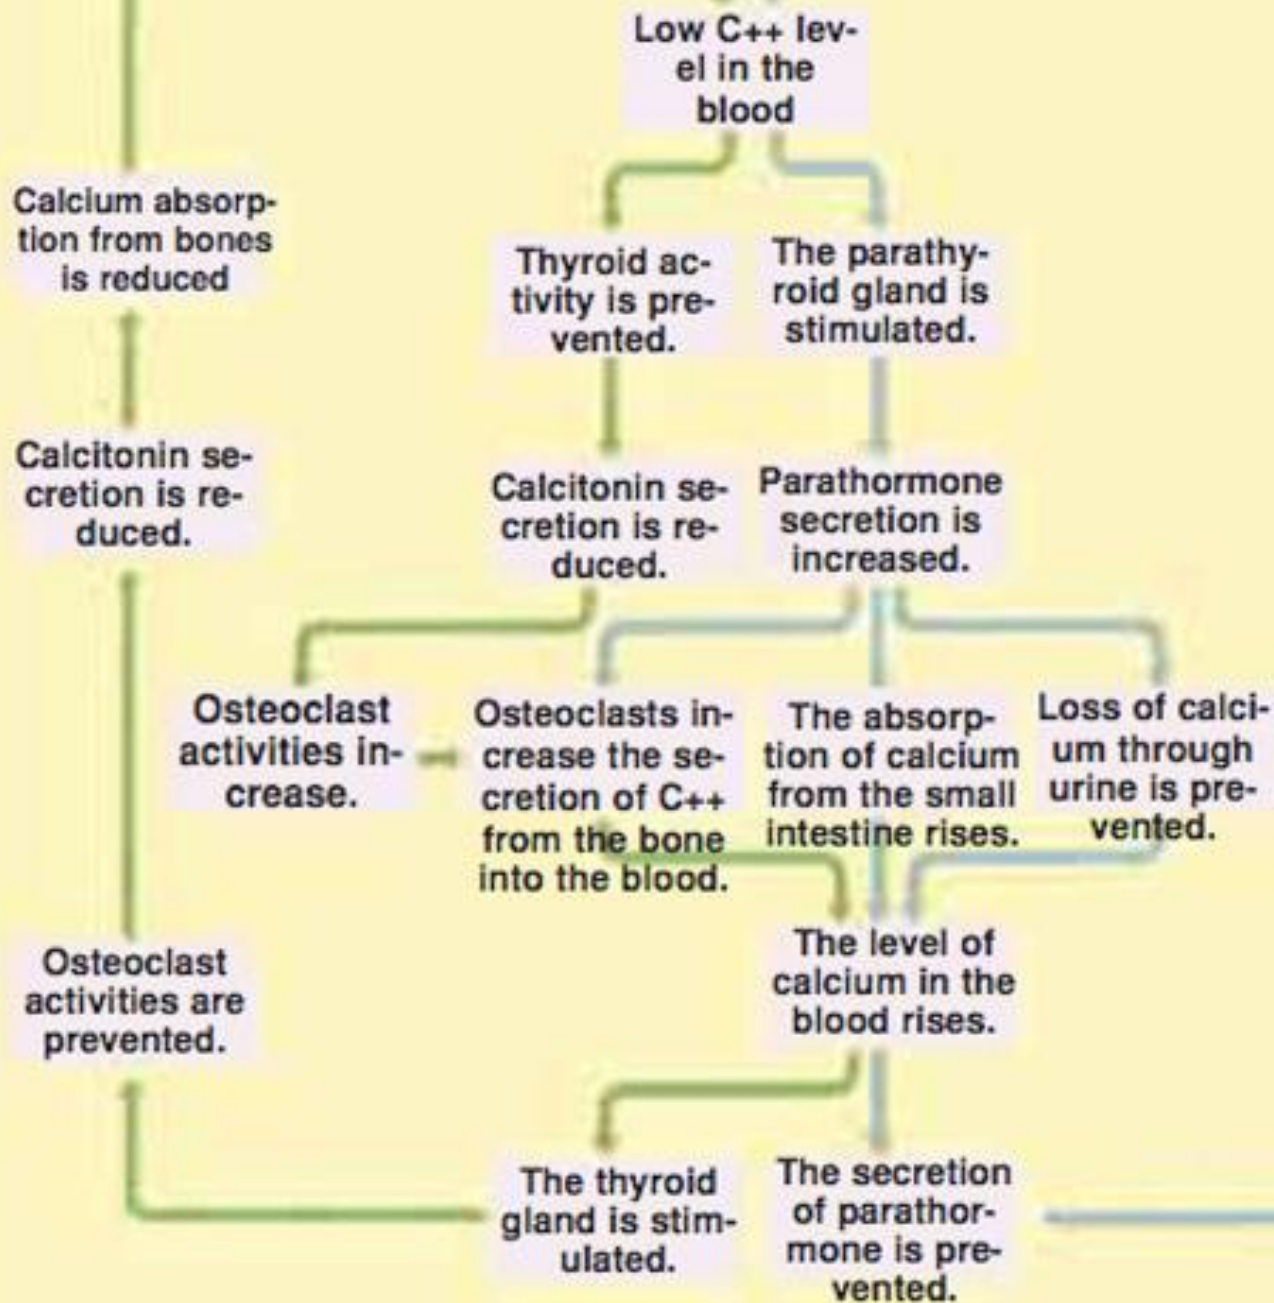 Low C++ lev-
el in the
blood
Calcium absorp-
tion from bones
is reduced
Thyroid ac-
tivity is pre-
vented.
The parathy-
roid gland is
stimulated.
Calcitonin se-
cretion is re-
duced.
Calcitonin se-
cretion is re-
duced.
Parathormone
secretion is
increased.
Osteoclast
activities in-
crease.
Osteoclasts in-
crease the se-
cretion of C++
from the bone
into the blood.
The absorp-
tion of calcium
from the small
intestine rises.
Loss of calci-
um through
urine is pre-
vented.
Osteoclast
activities are
prevented.
The level of
calcium in the
blood rises.
The thyroid
gland is stim-
ulated.
The secretion
of parathor-
mone is pre-
vented.